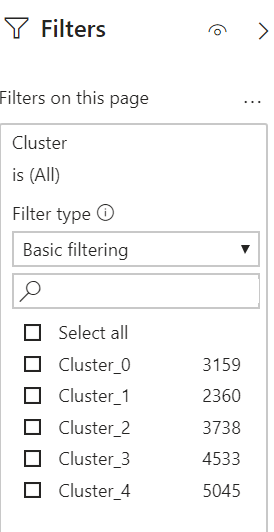 Filters
Filters on this page
...
Cluster
is (All)
Filter type
Basic filtering
Select all
Cluster_0 3159
Cluster_1 2360
Cluster_2 3738
Cluster_3 4533
Cluster_4 5045